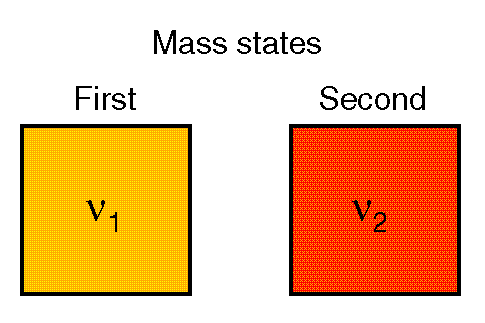 Mass states
First Second
ν₁ ν₂